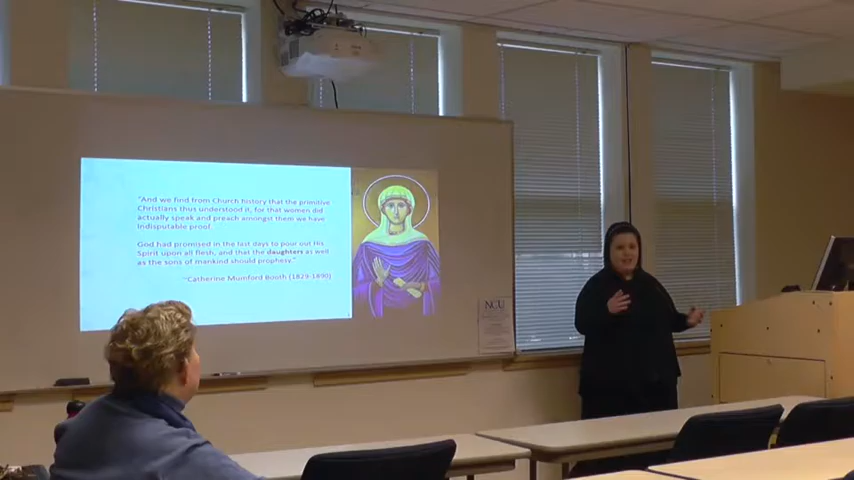 "And we find from Church history that the primitive
Christians thus understood it, for that women did
actually speak and preach amongst them we have
indisputable proof.
God had promised in the last days to pour out His
Spirit upon all flesh, and that the daughters as well
as the sons of mankind should prophesy."
~Catherine Mumford Booth (1829-1890)
NCU